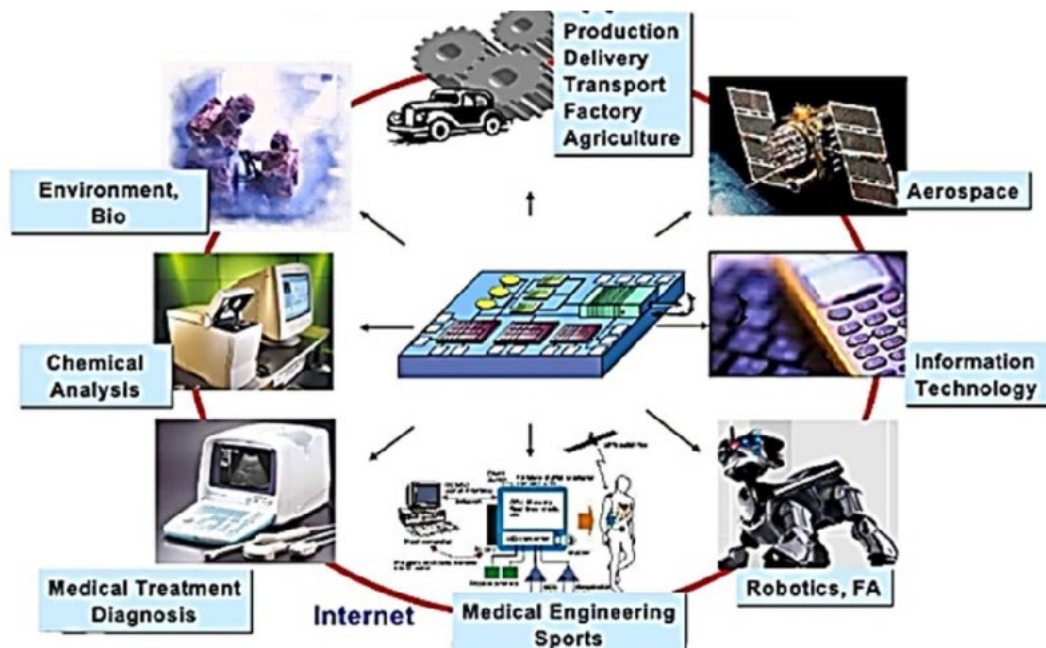 Production
Delivery
Transport
Factory
Agriculture
Environment,
Bio
Aerospace
Chemical
Analysis
Information
Technology
Medical Treatment
Diagnosis
Internet
Medical Engineering
Sports
Robotics, FA